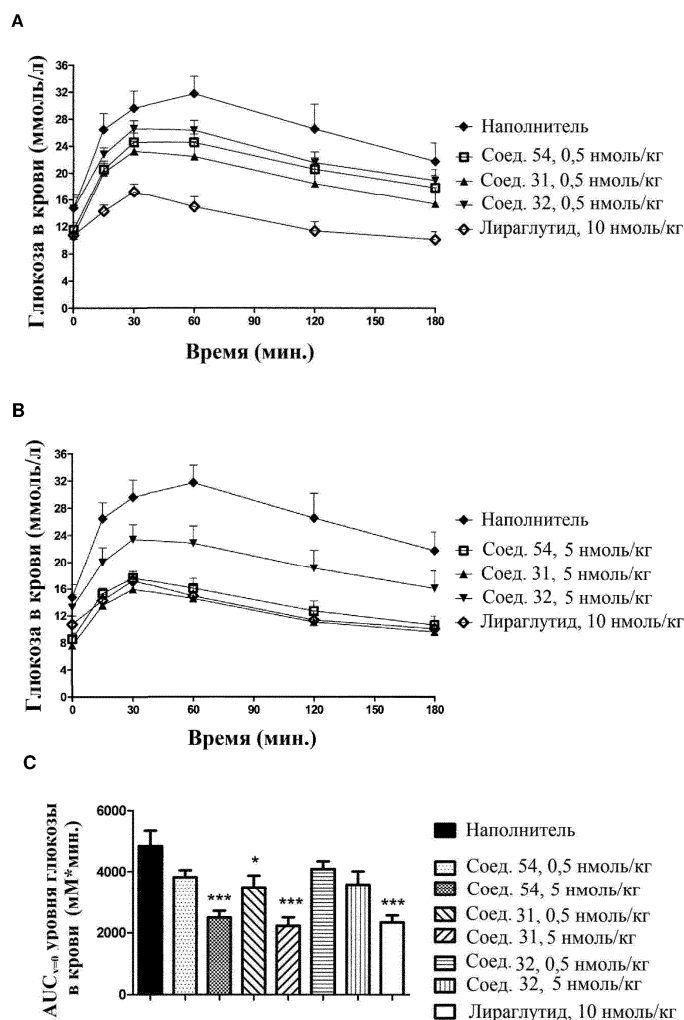 A
Глюкоза в крови (ммоль/л)
36
32
28
24
20
16
12
8
4
0
0 30 60 90 120 150 180
Время (мин.)
Наполнитель
Соед. 54, 0,5 нмоль/кг
Соед. 31, 0,5 нмоль/кг
Соед. 32, 0,5 нмоль/кг
Лираглутид, 10 нмоль/кг
B
Глюкоза в крови (ммоль/л)
36
32
28
24
20
16
12
8
4
0
0 30 60 90 120 150 180
Время (мин.)
Наполнитель
Соед. 54, 5 нмоль/кг
Соед. 31, 5 нмоль/кг
Соед. 32, 5 нмоль/кг
Лираглутид, 10 нмоль/кг
C
AUCy=0 уровня глюкозы
в крови (мМ*мин.)
6000
4000
2000
0
*** * *** ***
Наполнитель
Соед. 54, 0,5 нмоль/кг
Соед. 54, 5 нмоль/кг
Соед. 31, 0,5 нмоль/кг
Соед. 31, 5 нмоль/кг
Соед. 32, 0,5 нмоль/кг
Соед. 32, 5 нмоль/кг
Лираглутид, 10 нмоль/кг